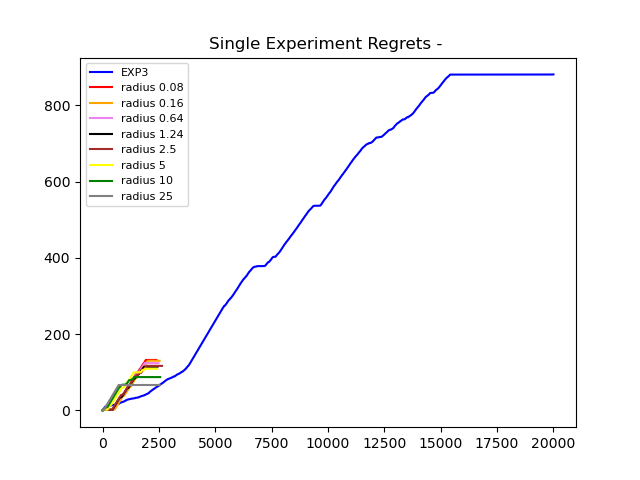 Single Experiment Regrets -
EXP3
radius 0.08
radius 0.16
radius 0.64
radius 1.24
radius 2.5
radius 5
radius 10
radius 25
800
600
400
200
0
0 2500 5000 7500 10000 12500 15000 17500 20000